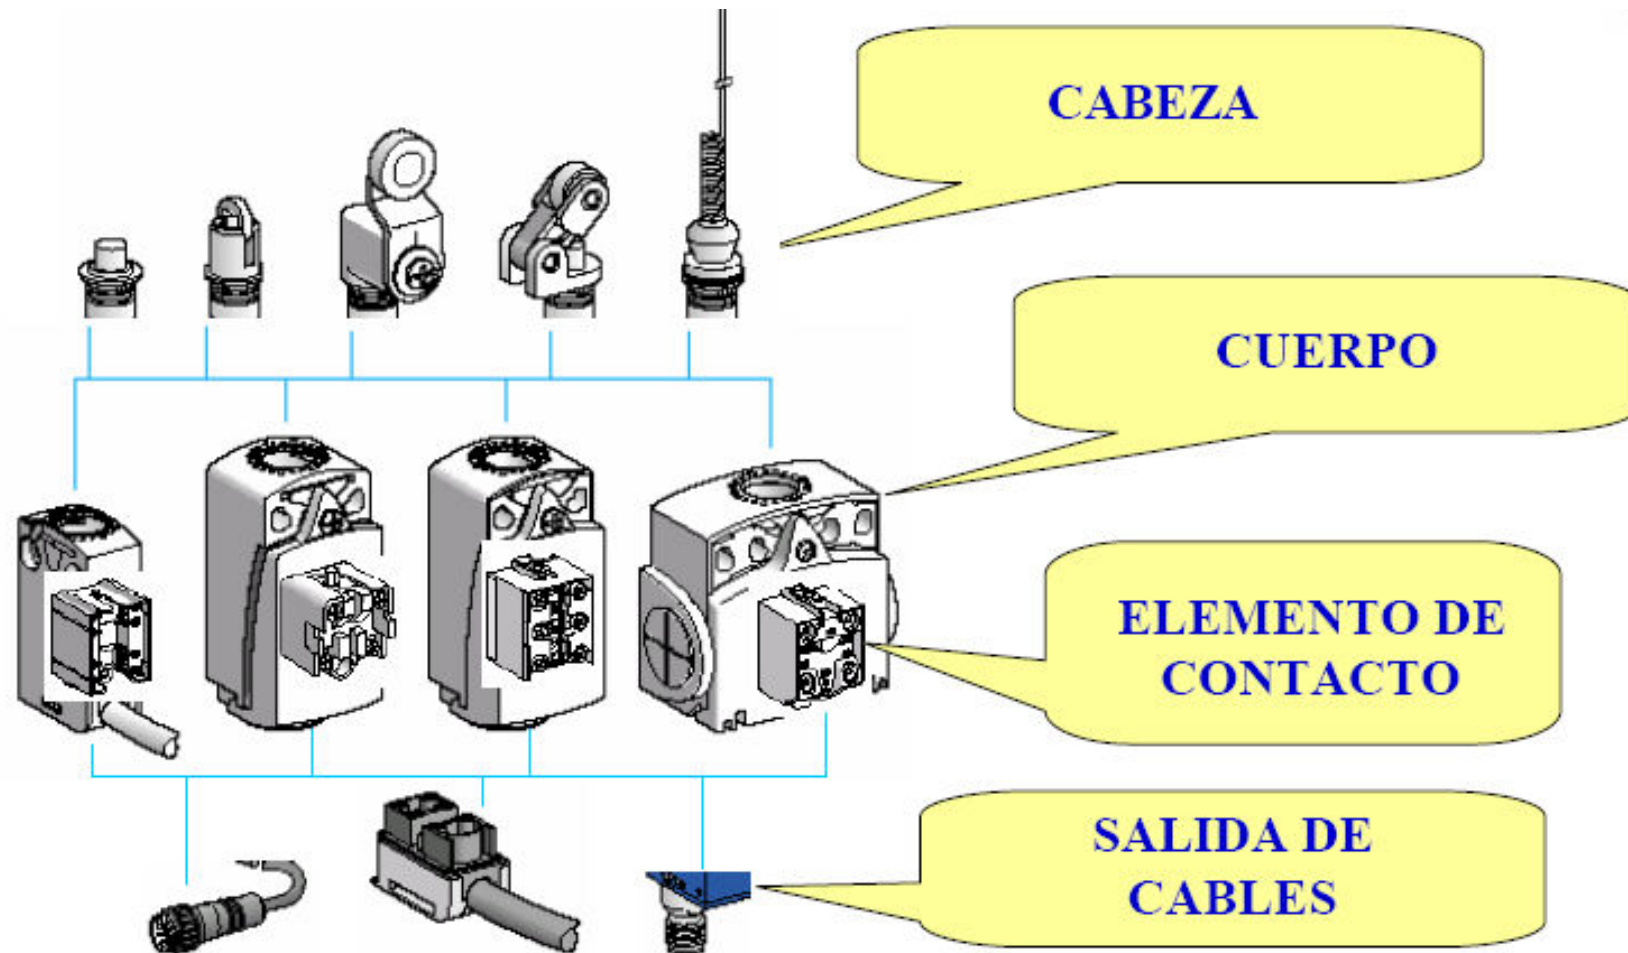 CABEZA
CUERPO
ELEMENTO DE
CONTACTO
SALIDA DE
CABLES